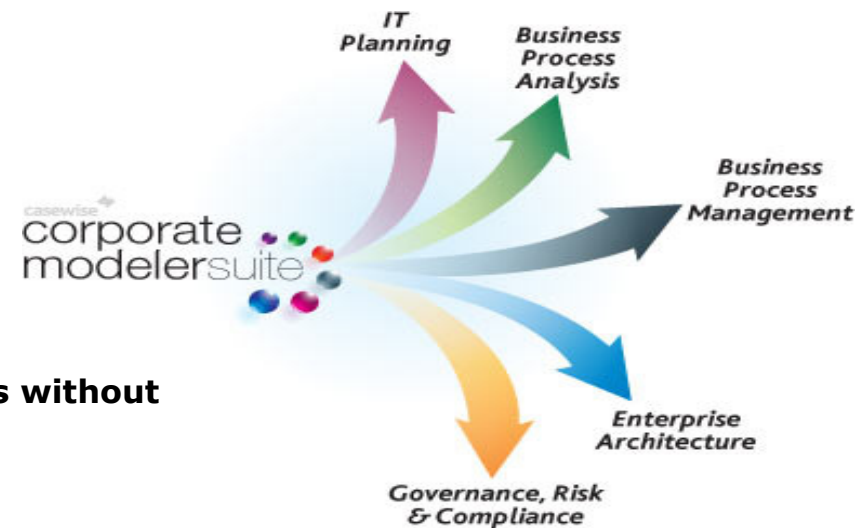 IT
Planning
Business
Process
Analysis
Business
Process
Management
casewise
corporate
modelersuite
s without
Enterprise
Architecture
Governance, Risk
& Compliance